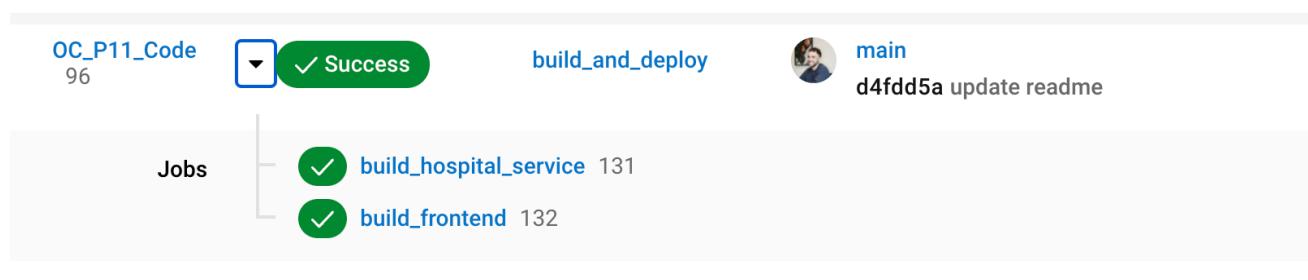 OC_P11_Code
96
Success
build_and_deploy
main
d4fdd5a update readme
Jobs
build_hospital_service 131
build_frontend 132